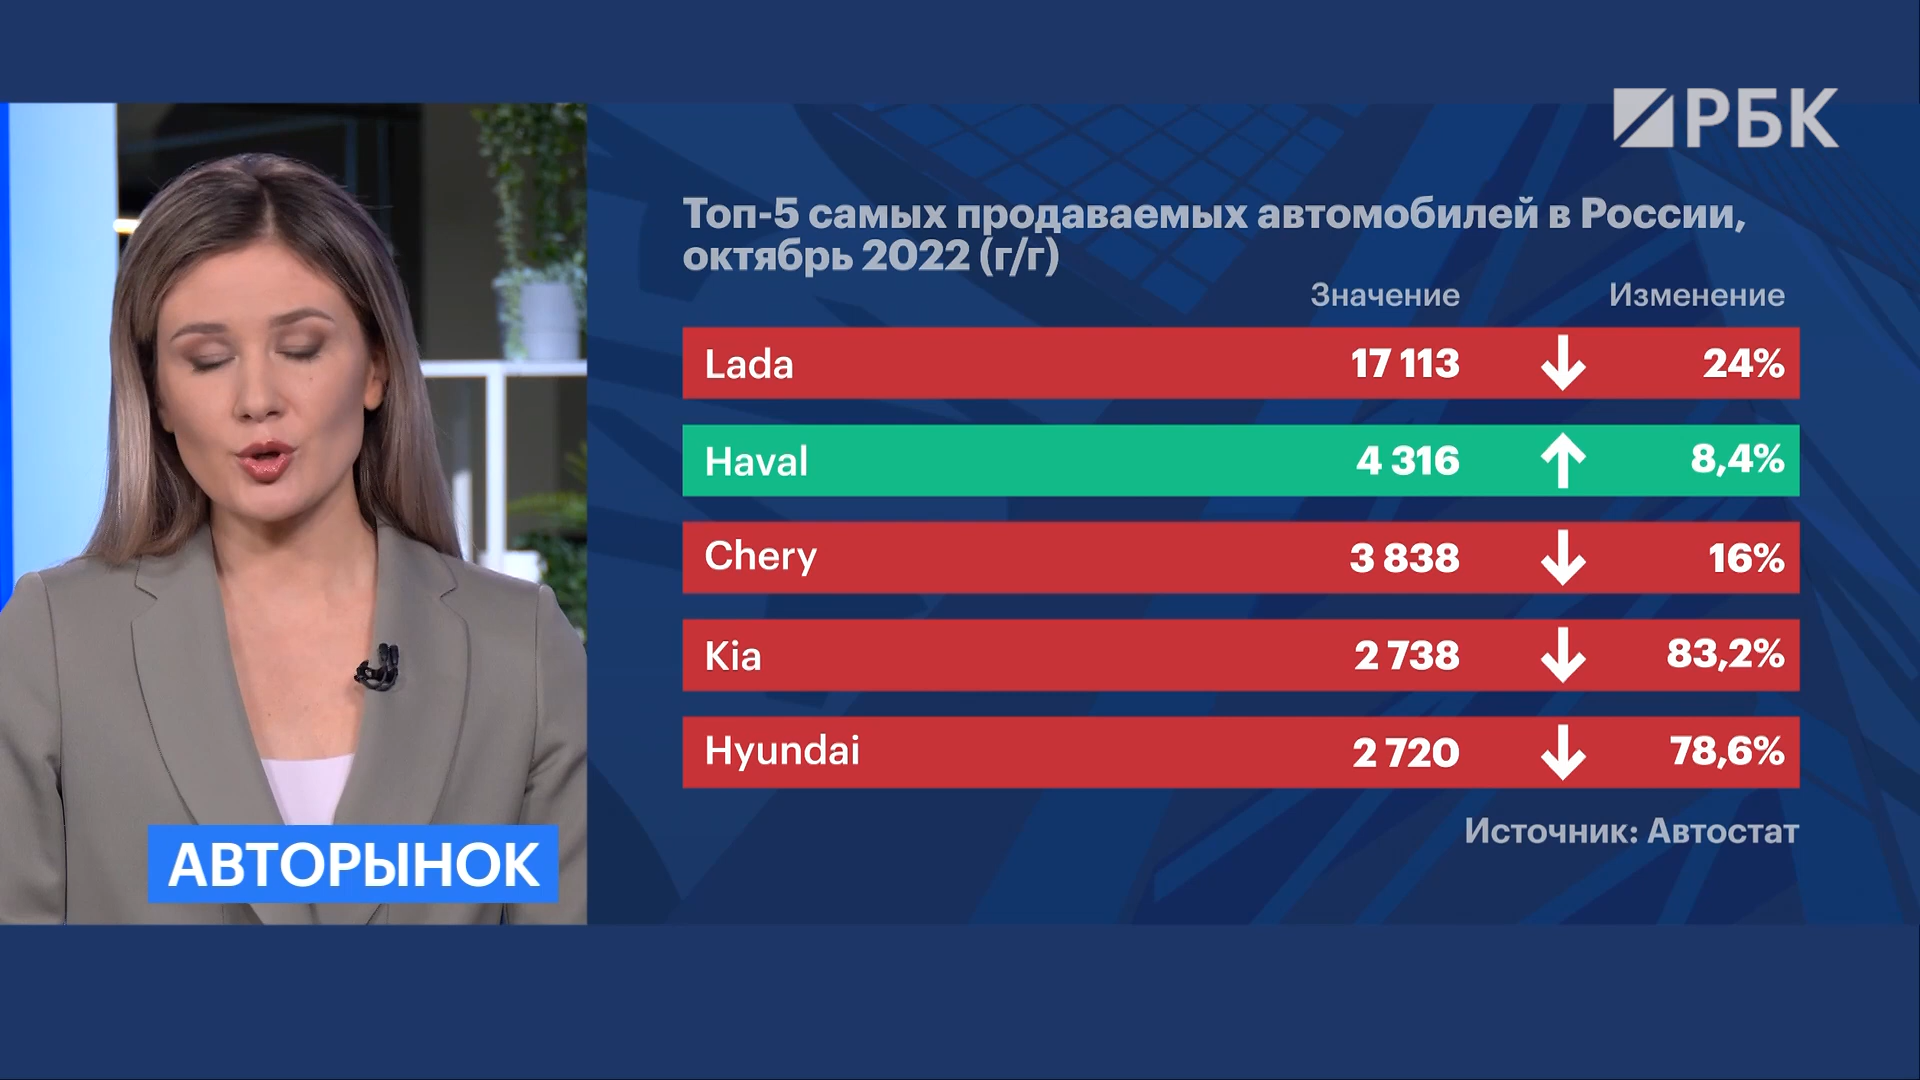 РБК
Топ-5 самых продаваемых автомобилей в России,
октябрь 2022 (г/г)
Значение Изменение
Lada 17 113 24%
Haval 4 316 8,4%
Chery 3 838 16%
Kia 2 738 83,2%
Hyundai 2 720 78,6%
Источник: Автостат
АВТОРЫНОК